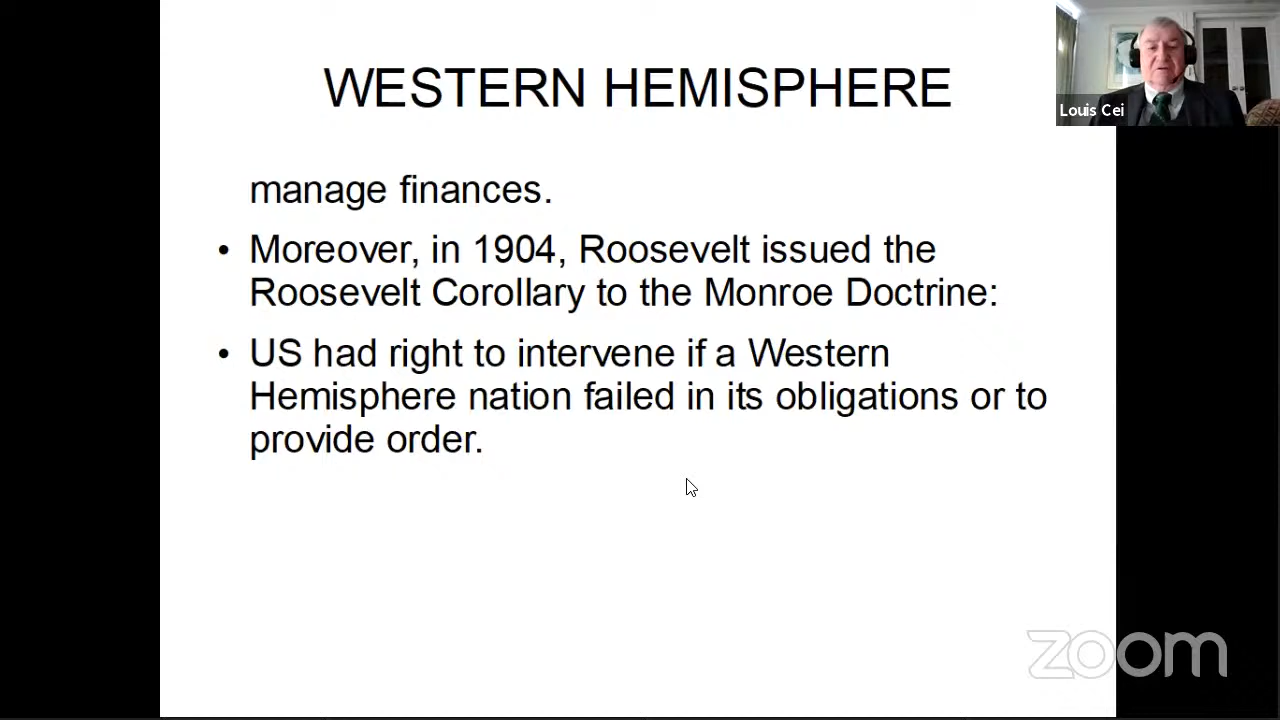 WESTERN HEMISPHERE
Louis Cei
manage finances.
• Moreover, in 1904, Roosevelt issued the
Roosevelt Corollary to the Monroe Doctrine:
• US had right to intervene if a Western
Hemisphere nation failed in its obligations or to
provide order.
zoom